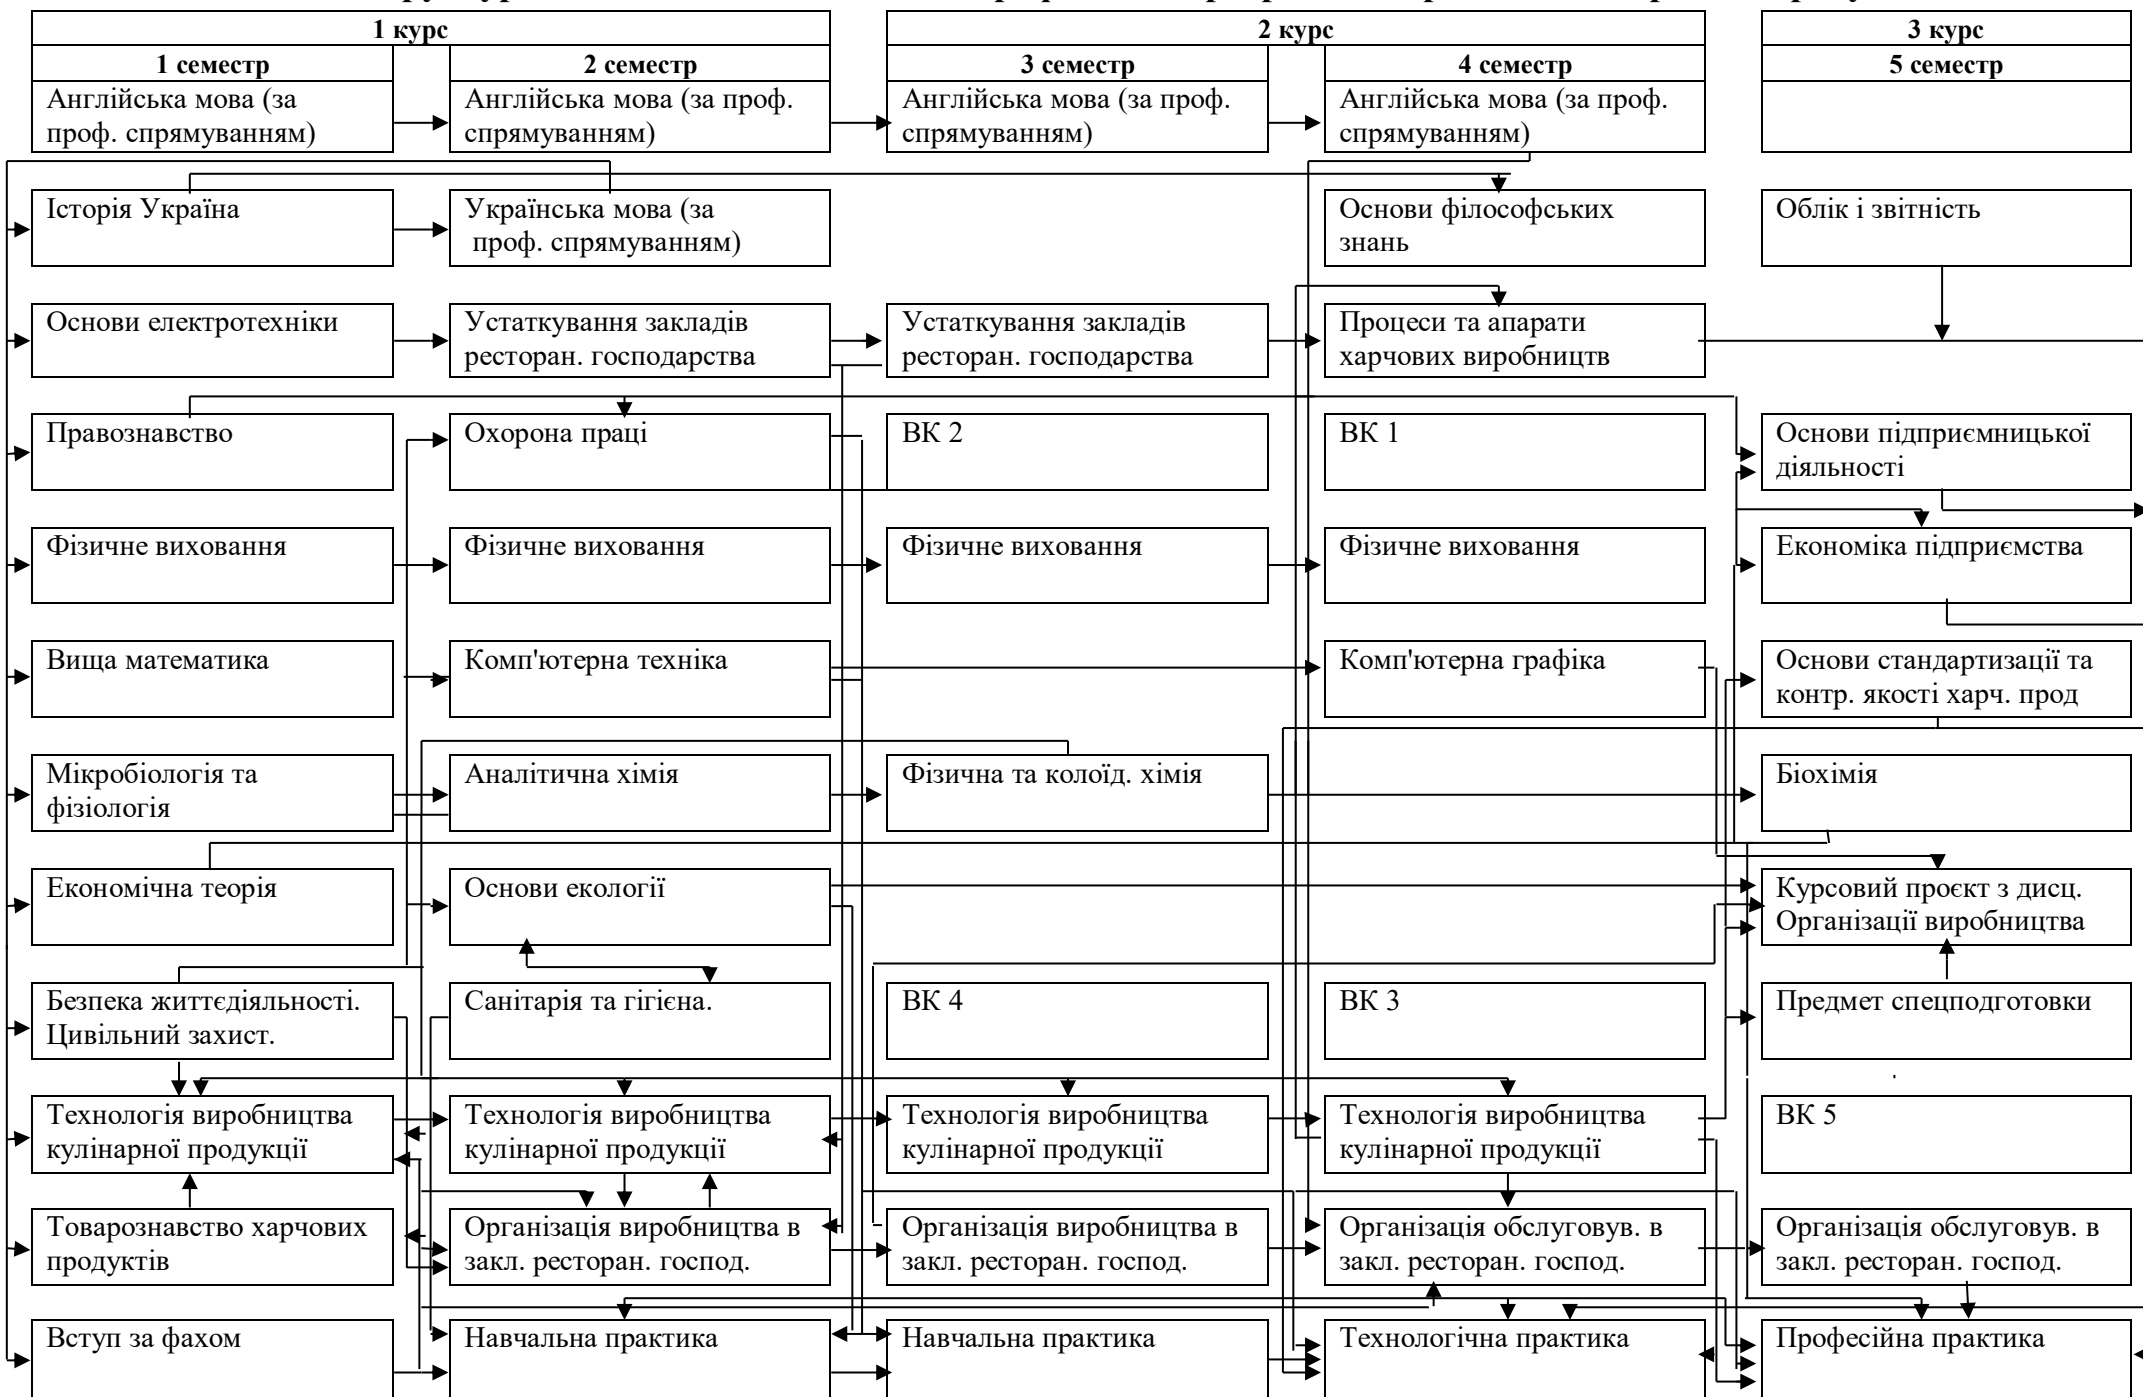 1 курс
2 курс
3 курс
1 семестр
2 семестр
3 семестр
4 семестр
5 семестр
Англійська мова (за
проф. спрямуванням)
Англійська мова (за проф.
спрямуванням)
Англійська мова (за проф.
спрямуванням)
Англійська мова (за проф.
спрямуванням)
Історія Україна
Українська мова (за
проф. спрямуванням)
Основи філософських
знань
Облік і звітність
Основи електротехніки
Устаткування закладів
ресторан. господарства
Устаткування закладів
ресторан. господарства
Процеси та апарати
харчових виробництв
Правознавство
Охорона праці
ВК 2
ВК 1
Основи підприємницької
діяльності
Фізичне виховання
Фізичне виховання
Фізичне виховання
Фізичне виховання
Економіка підприємства
Вища математика
Комп'ютерна техніка
Комп'ютерна графіка
Основи стандартизації та
контр. якості харч. прод
Мікробіологія та
фізіологія
Аналітична хімія
Фізична та колоїд. хімія
Біохімія
Економічна теорія
Основи екології
Курсовий проєкт з дисц.
Організації виробництва
Безпека життєдіяльності.
Цивільний захист.
Санітарія та гігієна.
ВК 4
ВК 3
Предмет спецподготовки
Технологія виробництва
кулінарної продукції
Технологія виробництва
кулінарної продукції
Технологія виробництва
кулінарної продукції
Технологія виробництва
кулінарної продукції
ВК 5
Товарознавство харчових
продуктів
Організація виробництва в
закл. ресторан. господ.
Організація виробництва в
закл. ресторан. господ.
Організація обслуговув. в
закл. ресторан. господ.
Організація обслуговув. в
закл. ресторан. господ.
Вступ за фахом
Навчальна практика
Навчальна практика
Технологічна практика
Професійна практика